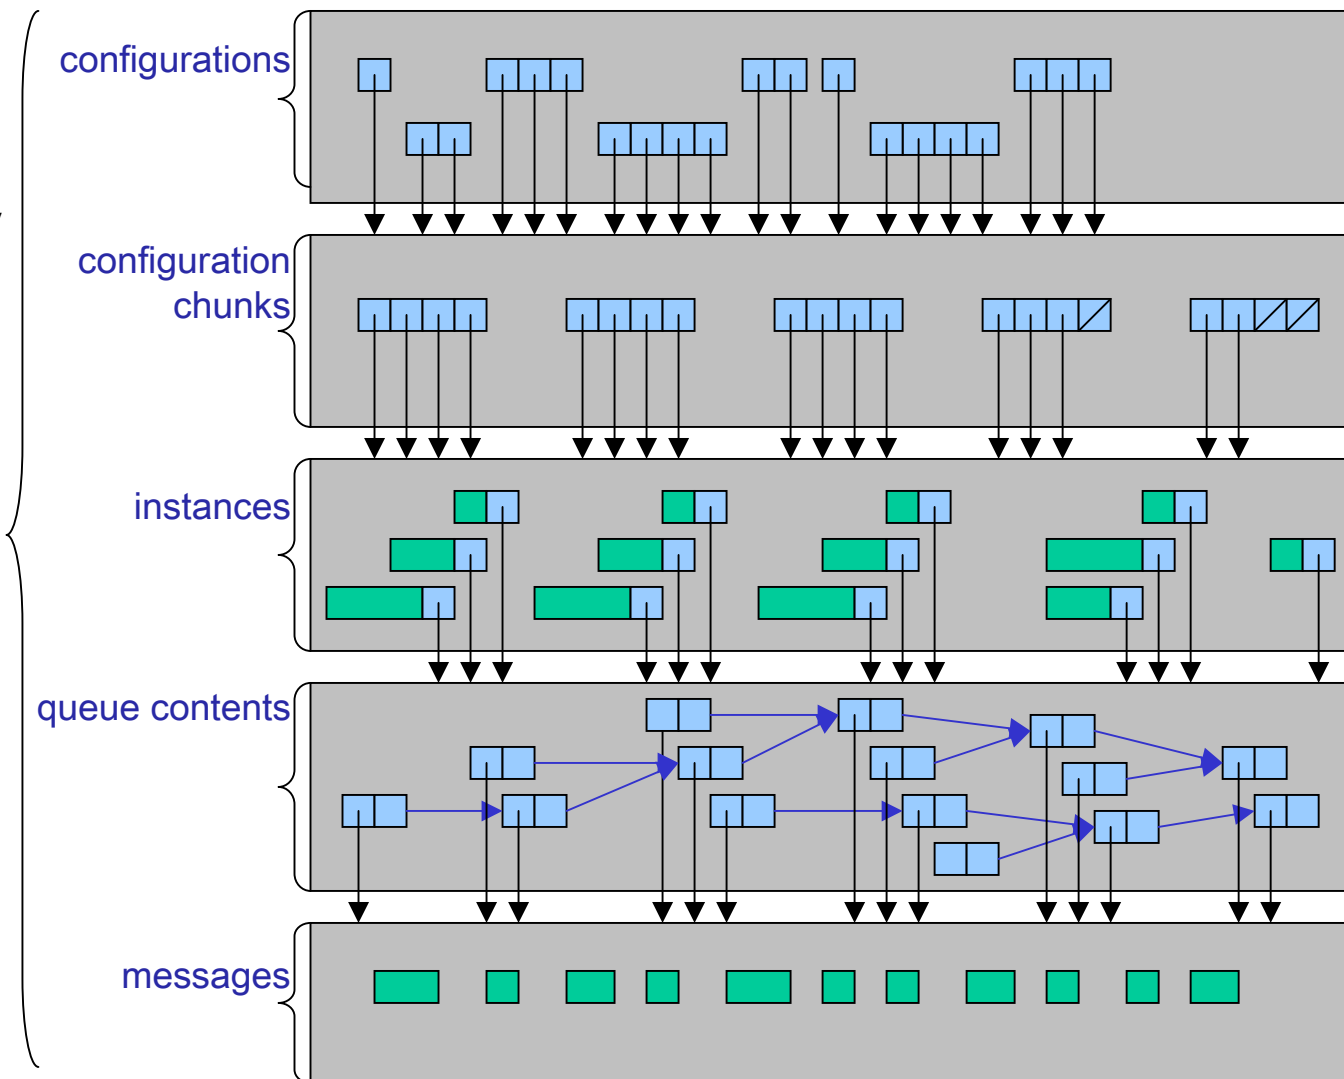 configurations
configuration
chunks
instances
queue contents
messages